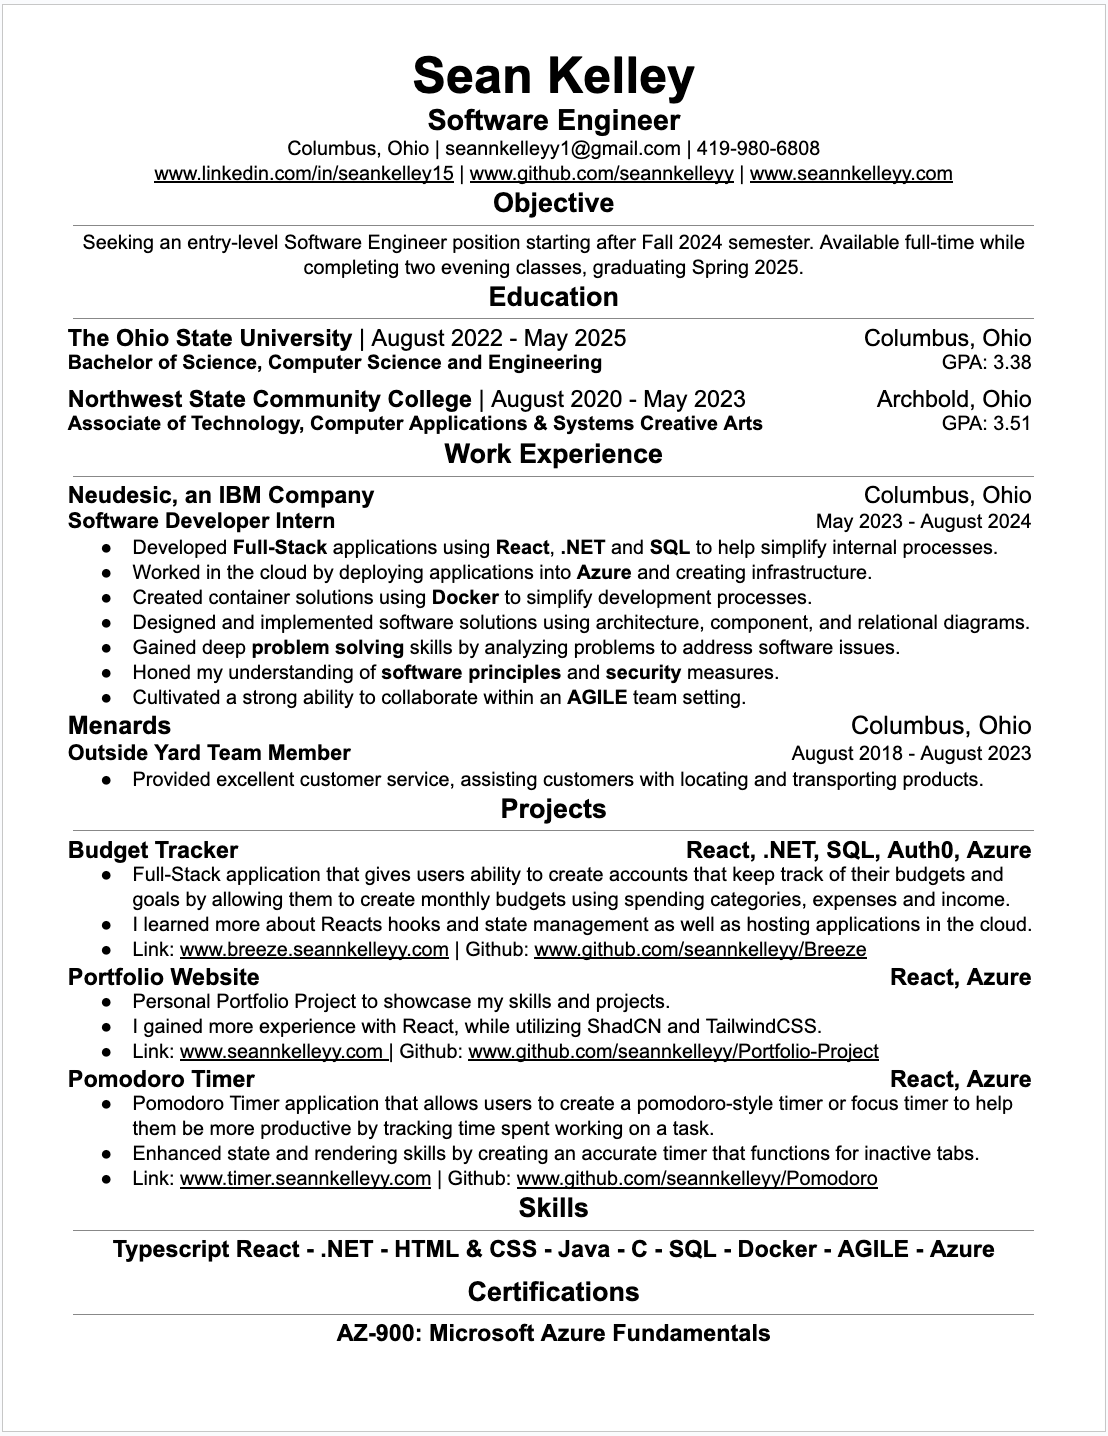 Sean Kelley
Software Engineer
Columbus, Ohio | seannkelleyy1@gmail.com | 419-980-6808
www.linkedin.com/in/seankelley15 | www.github.com/seannkelleyy | www.seannkelleyy.com
Objective
Seeking an entry-level Software Engineer position starting after Fall 2024 semester. Available full-time while
completing two evening classes, graduating Spring 2025.
Education
The Ohio State University | August 2022 - May 2025 Columbus, Ohio
Bachelor of Science, Computer Science and Engineering GPA: 3.38
Northwest State Community College | August 2020 - May 2023 Archbold, Ohio
Associate of Technology, Computer Applications & Systems Creative Arts GPA: 3.51
Work Experience
Neudesic, an IBM Company Columbus, Ohio
Software Developer Intern May 2023 - August 2024
● Developed Full-Stack applications using React, .NET and SQL to help simplify internal processes.
● Worked in the cloud by deploying applications into Azure and creating infrastructure.
● Created container solutions using Docker to simplify development processes.
● Designed and implemented software solutions using architecture, component, and relational diagrams.
● Gained deep problem solving skills by analyzing problems to address software issues.
● Honed my understanding of software principles and security measures.
● Cultivated a strong ability to collaborate within an AGILE team setting.
Menards Columbus, Ohio
Outside Yard Team Member August 2018 - August 2023
● Provided excellent customer service, assisting customers with locating and transporting products.
Projects
Budget Tracker React, .NET, SQL, Auth0, Azure
● Full-Stack application that gives users ability to create accounts that keep track of their budgets and
goals by allowing them to create monthly budgets using spending categories, expenses and income.
● I learned more about Reacts hooks and state management as well as hosting applications in the cloud.
● Link: www.breeze.seannkelleyy.com | Github: www.github.com/seannkelleyy/Breeze
Portfolio Website React, Azure
● Personal Portfolio Project to showcase my skills and projects.
● I gained more experience with React, while utilizing ShadCN and TailwindCSS.
● Link: www.seannkelleyy.com | Github: www.github.com/seannkelleyy/Portfolio-Project
Pomodoro Timer React, Azure
● Pomodoro Timer application that allows users to create a pomodoro-style timer or focus timer to help
them be more productive by tracking time spent working on a task.
● Enhanced state and rendering skills by creating an accurate timer that functions for inactive tabs.
● Link: www.timer.seannkelleyy.com | Github: www.github.com/seannkelleyy/Pomodoro
Skills
Typescript React - .NET - HTML & CSS - Java - C - SQL - Docker - AGILE - Azure
Certifications
AZ-900: Microsoft Azure Fundamentals